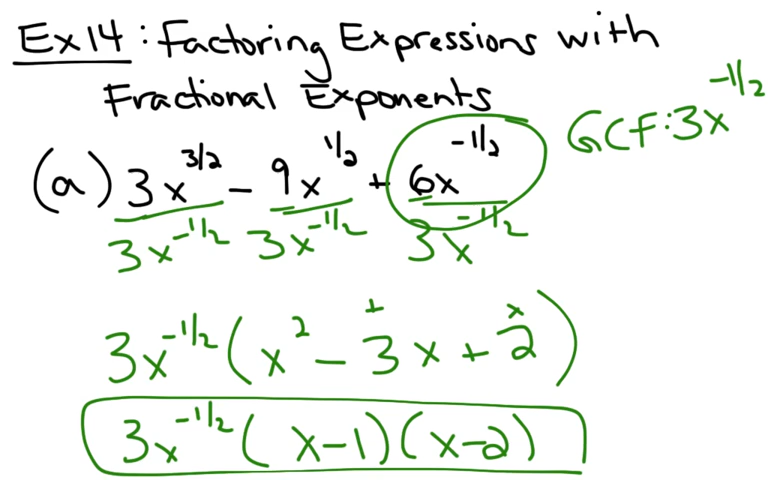 Ex14: Factoring Expressions with
Fractional Exponents
GCF: 3x^{-1/2}
(a) 3x^{3/2} - 9x^{1/2} + 6x^{-1/2}
3x^{-1/2} 3x^{-1/2} 3x^{-1/2}
+ x
3x^{-1/2}(x^2 - 3x + 2)
3x^{-1/2}(x-1)(x-2)